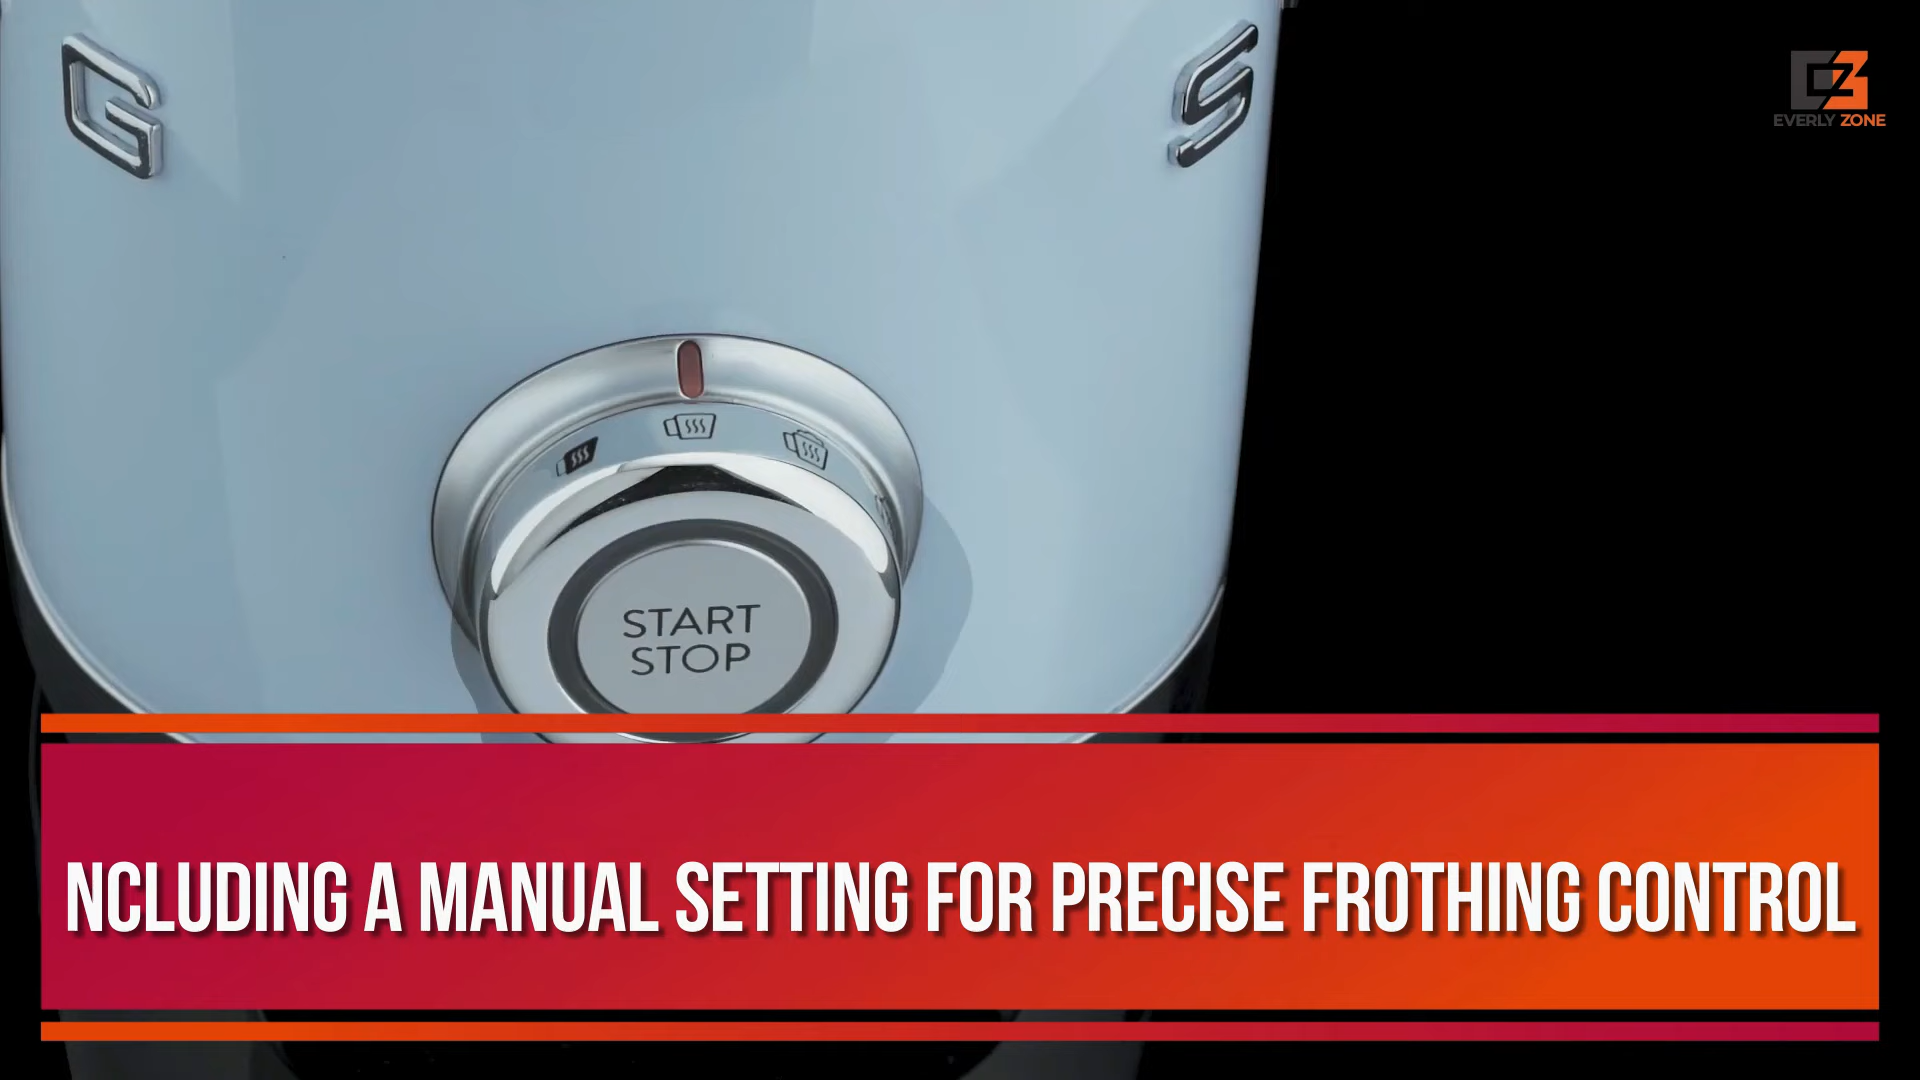 G S
EVERLY ZONE
START
STOP
NCLUDING A MANUAL SETTING FOR PRECISE FROTHING CONTROL